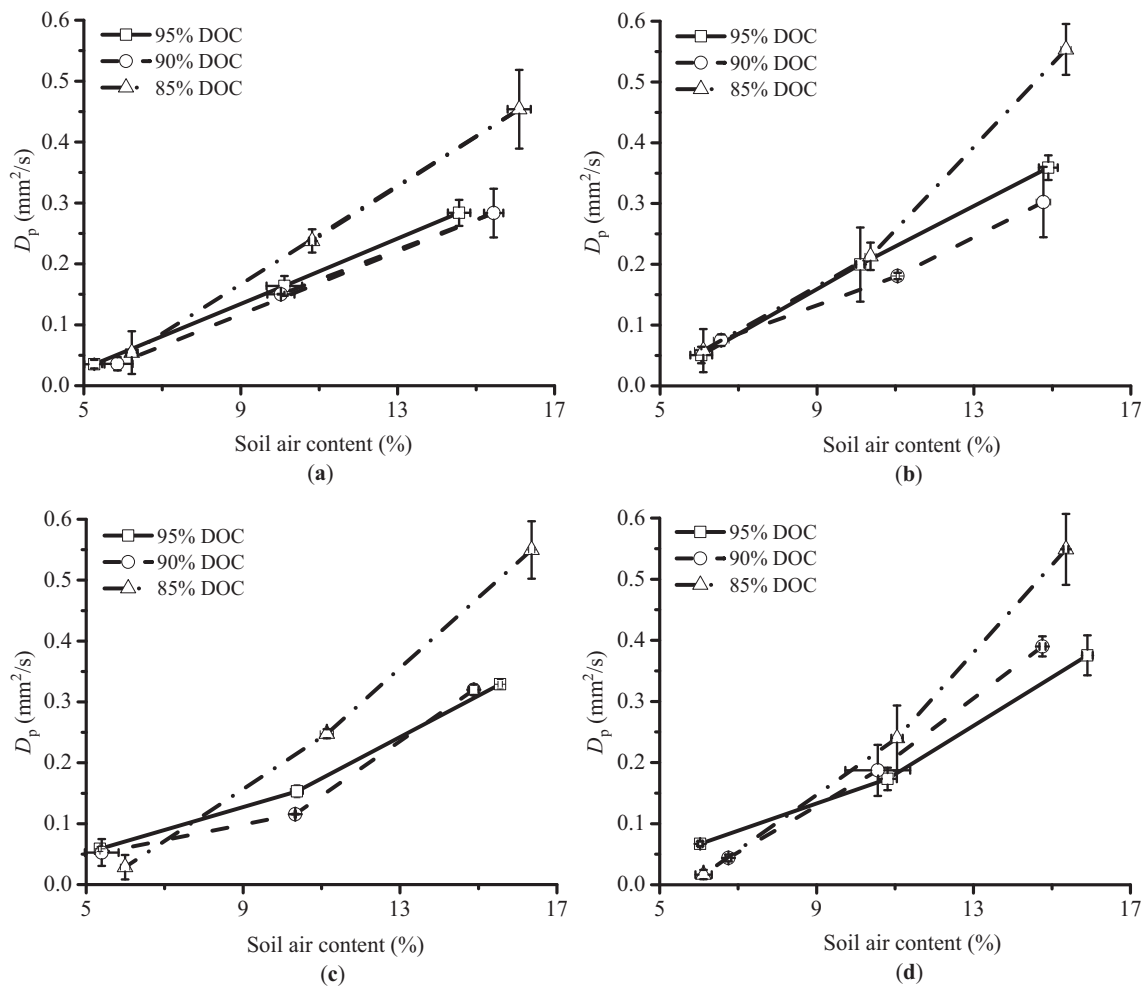 0.6
0.5
0.4
0.3
0.2
0.1
0.0
95% DOC
90% DOC
85% DOC
Dp (mm2/s)
5 9 13 17
Soil air content (%)
(a)
0.6
0.5
0.4
0.3
0.2
0.1
0.0
95% DOC
90% DOC
85% DOC
Dp (mm2/s)
5 9 13 17
Soil air content (%)
(b)
0.6
0.5
0.4
0.3
0.2
0.1
0.0
95% DOC
90% DOC
85% DOC
Dp (mm2/s)
5 9 13 17
Soil air content (%)
(c)
0.6
0.5
0.4
0.3
0.2
0.1
0.0
95% DOC
90% DOC
85% DOC
Dp (mm2/s)
5 9 13 17
Soil air content (%)
(d)